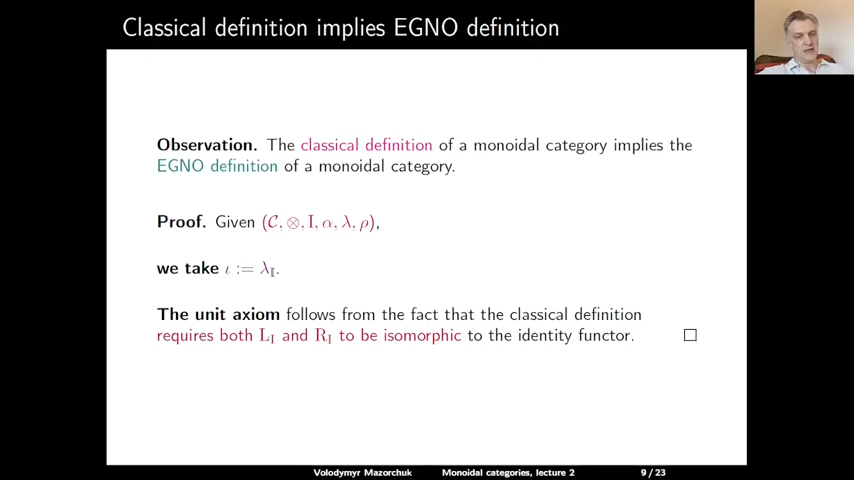 Classical definition implies EGNO definition
Observation. The classical definition of a monoidal category implies the
EGNO definition of a monoidal category.
Proof. Given (𝒞, ⊗, I, α, λ, ρ),
we take ι := λ_𝕀.
The unit axiom follows from the fact that the classical definition
requires both L_I and R_I to be isomorphic to the identity functor. □
Volodymyr Mazorchuk Monoidal categories, lecture 2 9 / 23